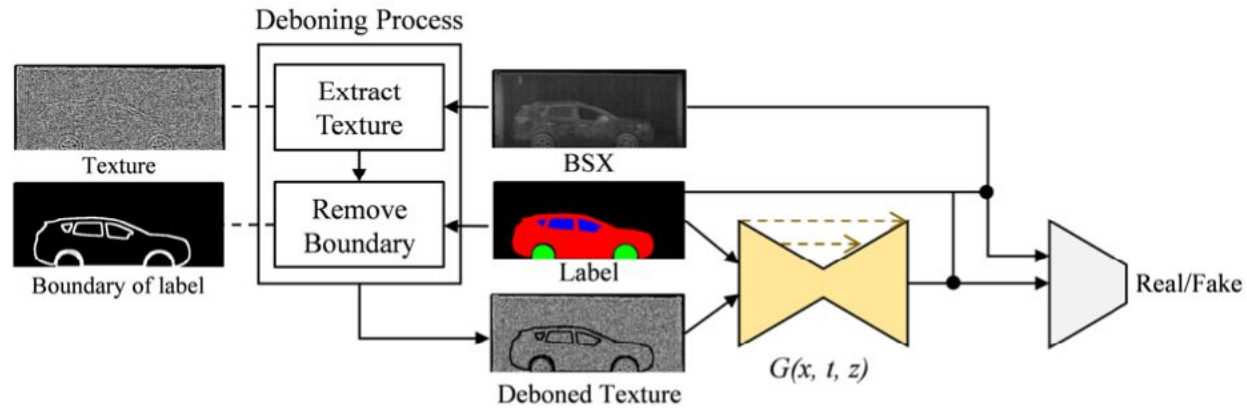 Deboning Process
Extract
Texture
Texture
BSX
Remove
Boundary
Boundary of label
Label
Real/Fake
G(x, t, z)
Deboned Texture